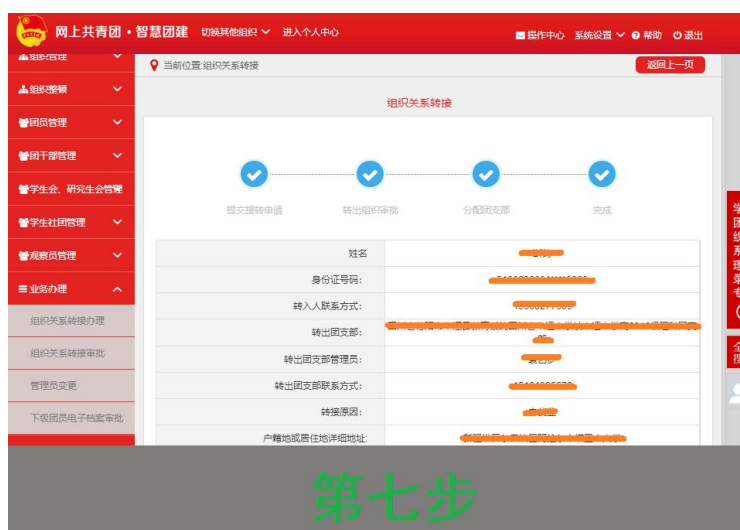 网上共青团·智慧团建 切换其他组织 进入个人中心 操作中心 系统设置 帮助 退出
组织管理
当前位置:组织关系转接 返回上一页
组织整顿
组织关系转接
团员管理
团干部管理
学生会、研究生会管理
提交接转申请 转出组织审批 分配团支部 完成
学生社团管理
观察员管理
姓名
身份证号码:
业务办理
转入人联系方式:
组织关系转接办理
转出团支部:
组织关系转接审批
转出团支部管理员:
管理员变更
转出团支部联系方式:
下级团员电子档案审批
转接原因:
户籍地或居住地详细地址:
第七步